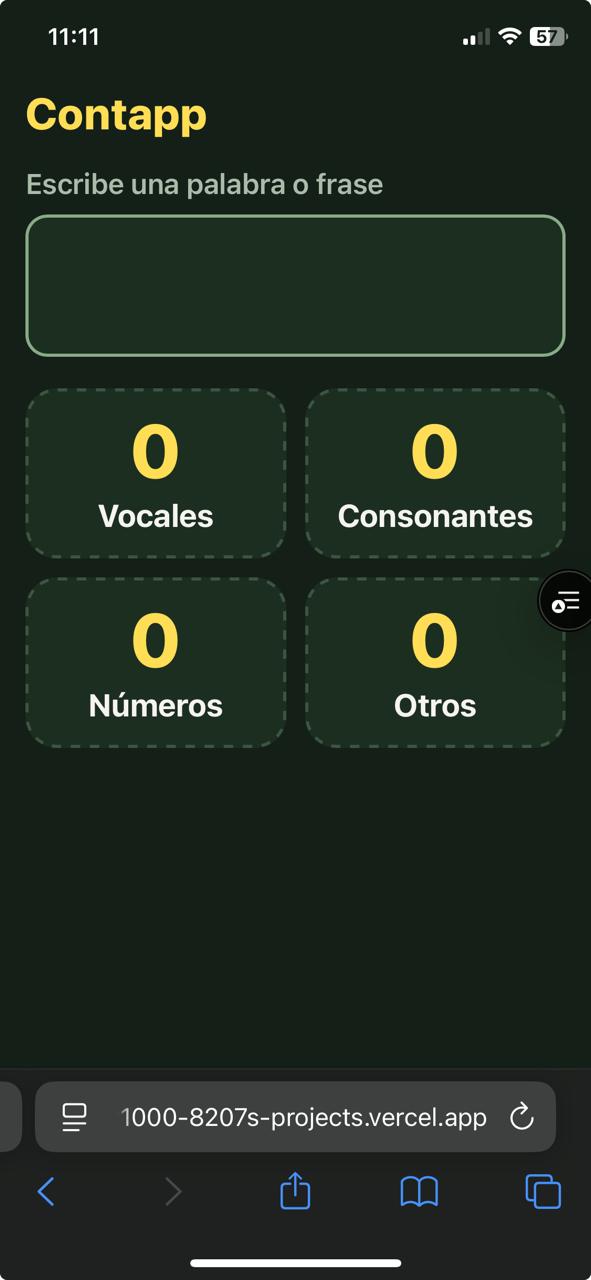 11:11
57
Contapp
Escribe una palabra o frase
0
Vocales
0
Consonantes
0
Números
0
Otros
1000-8207s-projects.vercel.app